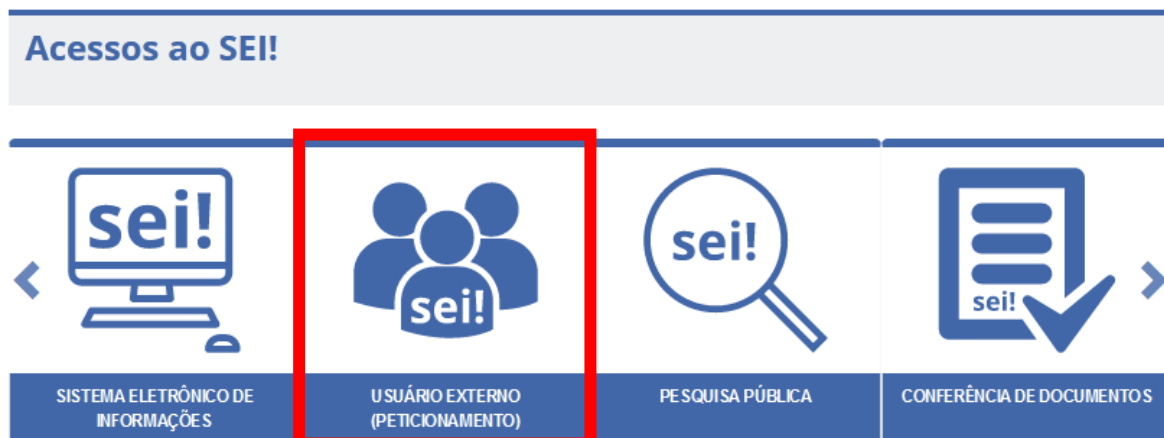 Acessos ao SEI!
sei!
sei!
sei!
sei!
SISTEMA ELETRÔNICO DE
INFORMAÇÕES
USUÁRIO EXTERNO
(PETICIONAMENTO)
PESQUISA PÚBLICA
CONFERÊNCIA DE DOCUMENTOS